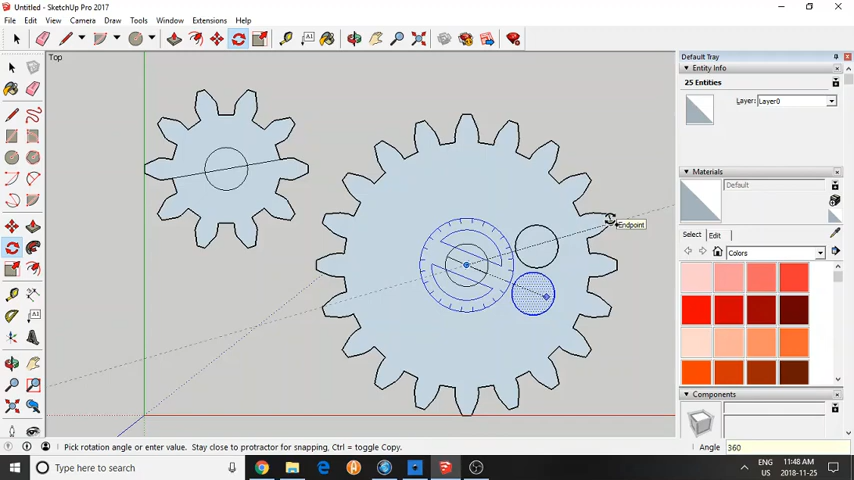 Untitled - SketchUp Pro 2017
File Edit View Camera Draw Tools Window Extensions Help
Top
Endpoint
Default Tray
Entity Info
25 Entities
Layer: Layer0
Materials
Default
Select Edit
Colors
Components
Pick rotation angle or enter value. Stay close to protractor for snapping, Ctrl = toggle Copy.
Angle 360
Type here to search
ENG 11:48 AM
US 2018-11-25